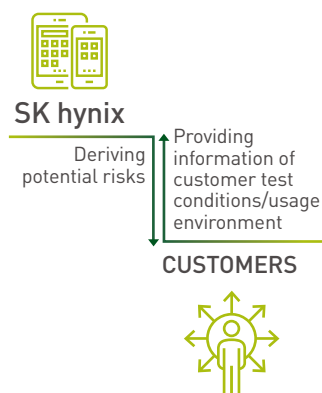 SK hynix
Deriving
potential risks
Providing
information of
customer test
conditions/usage
environment
CUSTOMERS